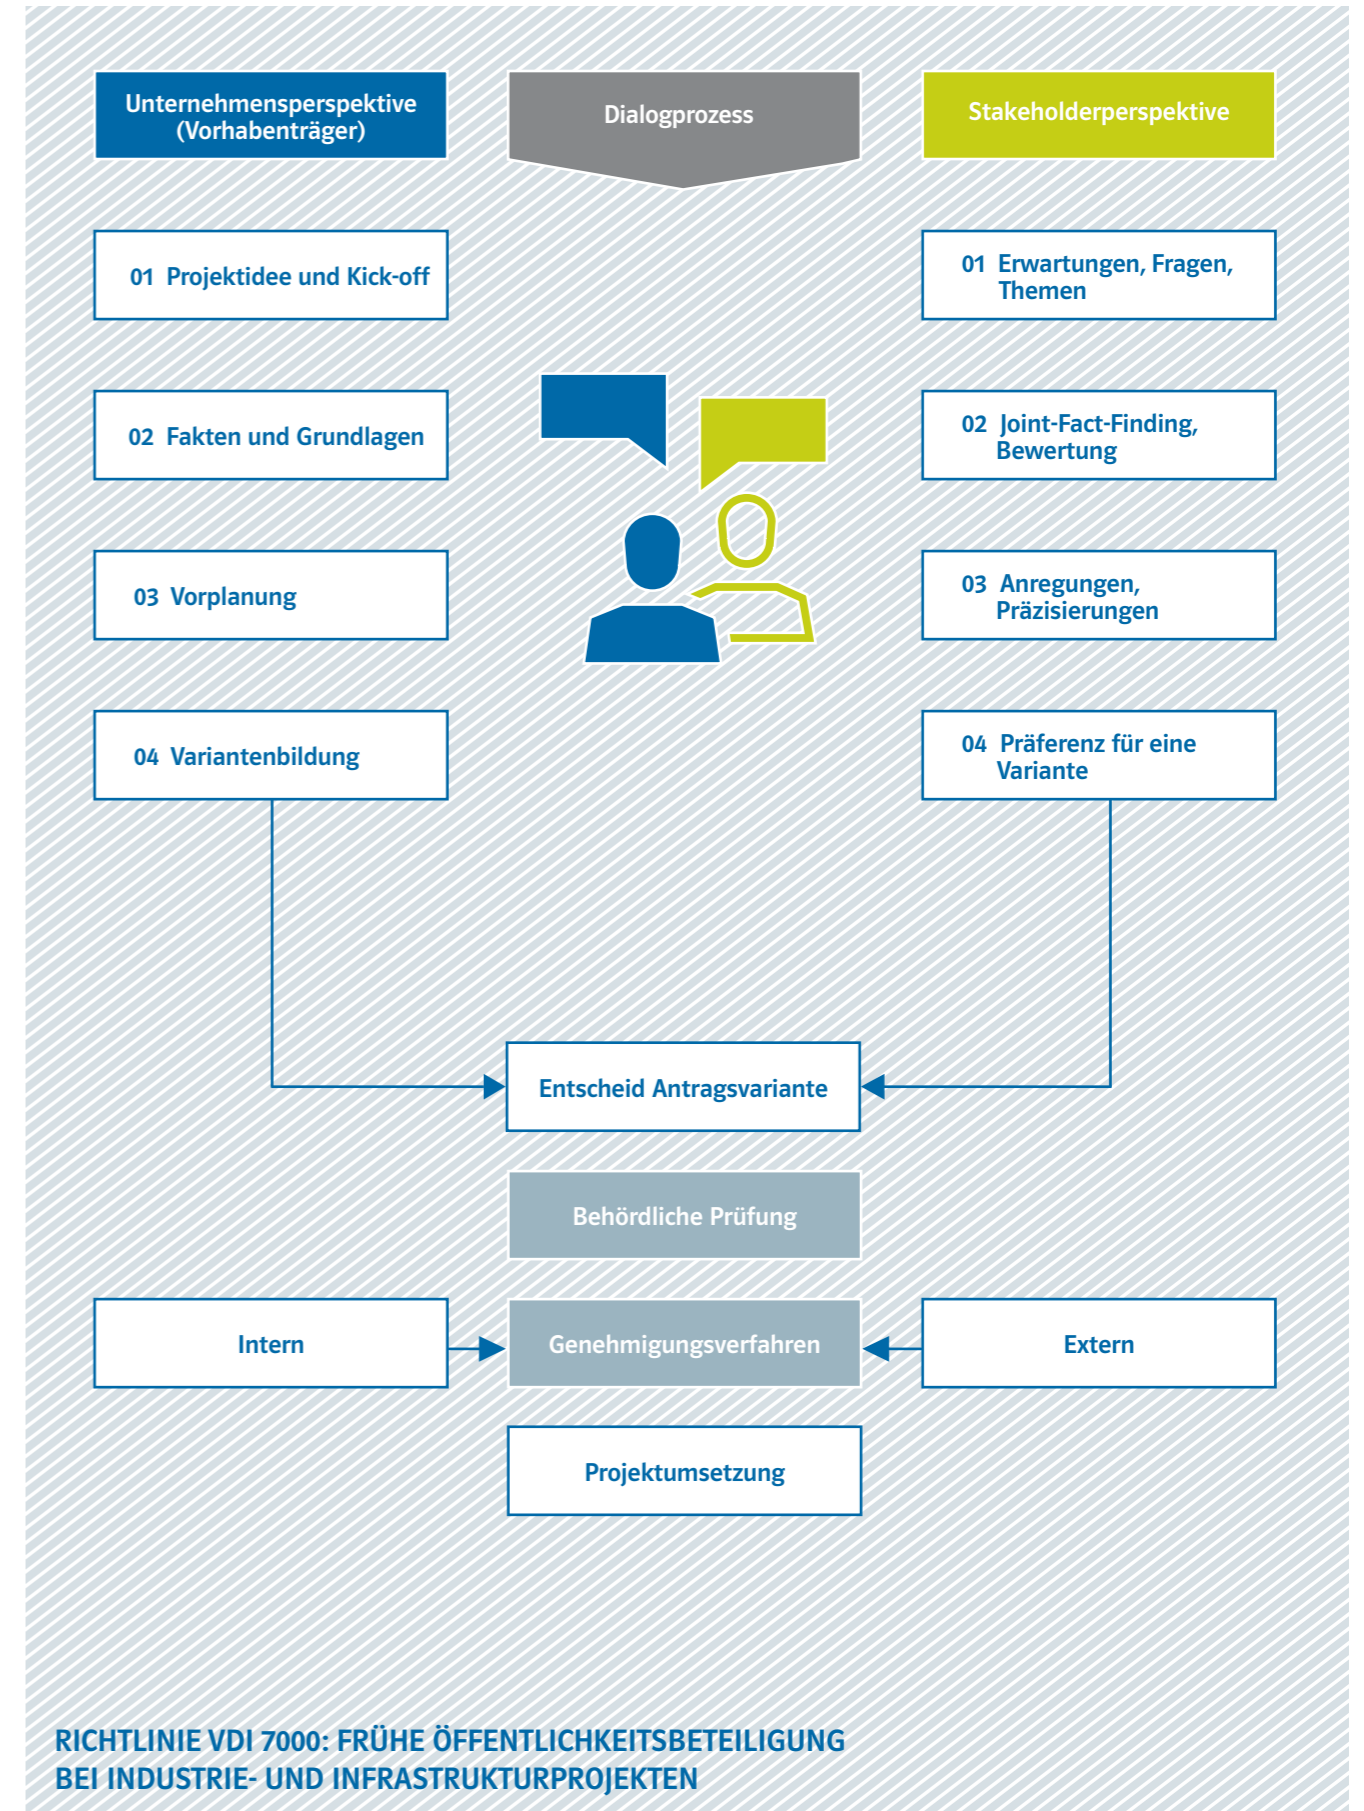 Unternehmensperspektive
(Vorhabenträger)
Dialogprozess
Stakeholderperspektive
01 Projektidee und Kick-off
01 Erwartungen, Fragen,
Themen
02 Fakten und Grundlagen
02 Joint-Fact-Finding,
Bewertung
03 Vorplanung
03 Anregungen,
Präzisierungen
04 Variantenbildung
04 Präferenz für eine
Variante
Entscheid Antragsvariante
Behördliche Prüfung
Intern
Genehmigungsverfahren
Extern
Projektumsetzung
RICHTLINIE VDI 7000: FRÜHE ÖFFENTLICHKEITSBETEILIGUNG
BEI INDUSTRIE- UND INFRASTRUKTURPROJEKTEN